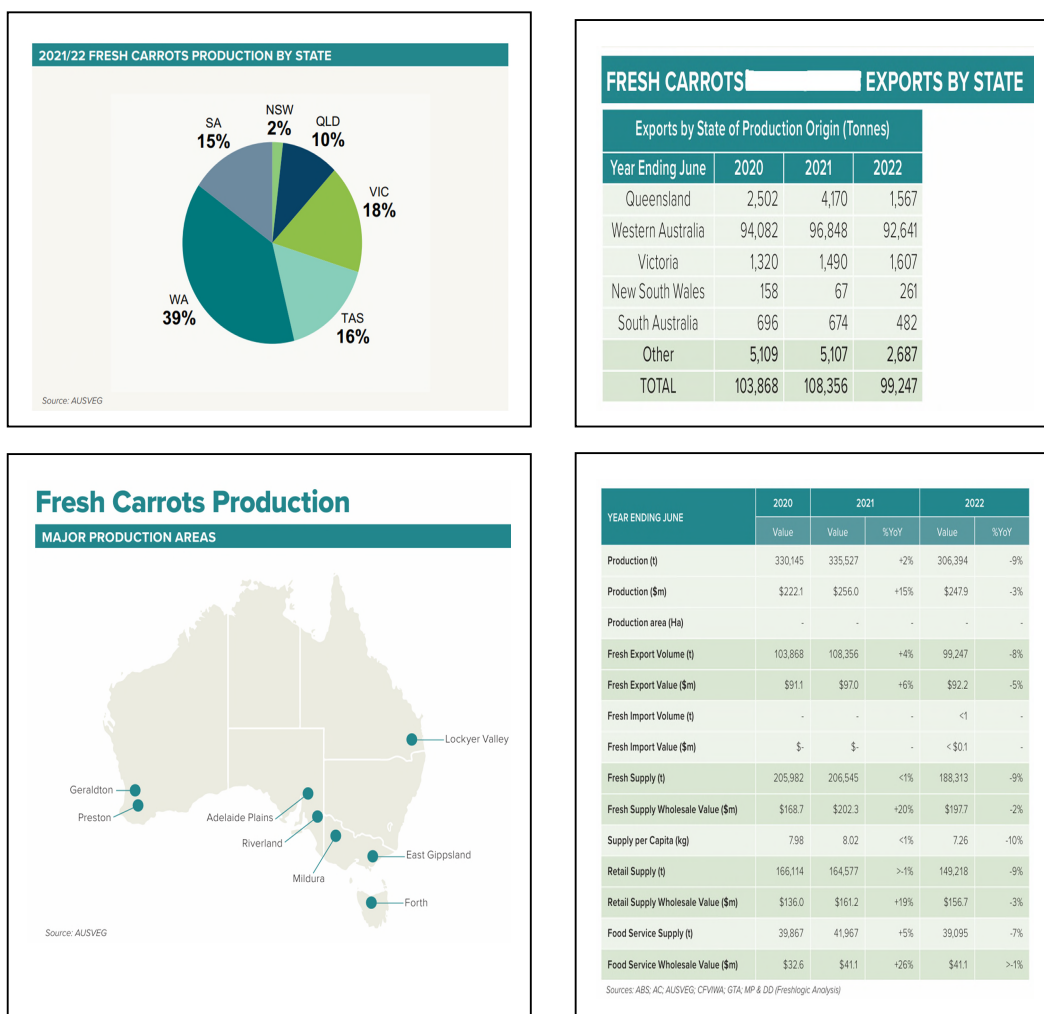 2021/22 FRESH CARROTS PRODUCTION BY STATE
NSW
2%
QLD
10%
SA
15%
VIC
18%
WA
39%
TAS
16%
Source: AUSVEG
FRESH CARROTS EXPORTS BY STATE
Exports by State of Production Origin (Tonnes)
Year Ending June 2020 2021 2022
Queensland 2,502 4,170 1,567
Western Australia 94,082 96,848 92,641
Victoria 1,320 1,490 1,607
New South Wales 158 67 261
South Australia 696 674 482
Other 5,109 5,107 2,687
TOTAL 103,868 108,356 99,247
Fresh Carrots Production
MAJOR PRODUCTION AREAS
Lockyer Valley
Geraldton
Preston
Adelaide Plains
Riverland
East Gippsland
Mildura
Forth
Source: AUSVEG
YEAR ENDING JUNE 2020 2021 2022
Value Value %YoY Value %YoY
Production (t) 330,145 335,527 +2% 306,394 -9%
Production ($m) $222.1 $256.0 +15% $247.9 -3%
Production area (Ha) - - - - -
Fresh Export Volume (t) 103,868 108,356 +4% 99,247 -8%
Fresh Export Value ($m) $91.1 $97.0 +6% $92.2 -5%
Fresh Import Volume (t) - - - <1 -
Fresh Import Value ($m) $- $- - < $0.1 -
Fresh Supply (t) 205,982 206,545 <1% 188,313 -9%
Fresh Supply Wholesale Value ($m) $168.7 $202.3 +20% $197.7 -2%
Supply per Capita (kg) 7.98 8.02 <1% 7.26 -10%
Retail Supply (t) 166,114 164,577 >-1% 149,218 -9%
Retail Supply Wholesale Value ($m) $136.0 $161.2 +19% $156.7 -3%
Food Service Supply (t) 39,867 41,967 +5% 39,095 -7%
Food Service Wholesale Value ($m) $32.6 $41.1 +26% $41.1 >-1%
Sources: ABS; AC; AUSVEG; CFVIWA; GTA; MP & DD (Freshlogic Analysis)